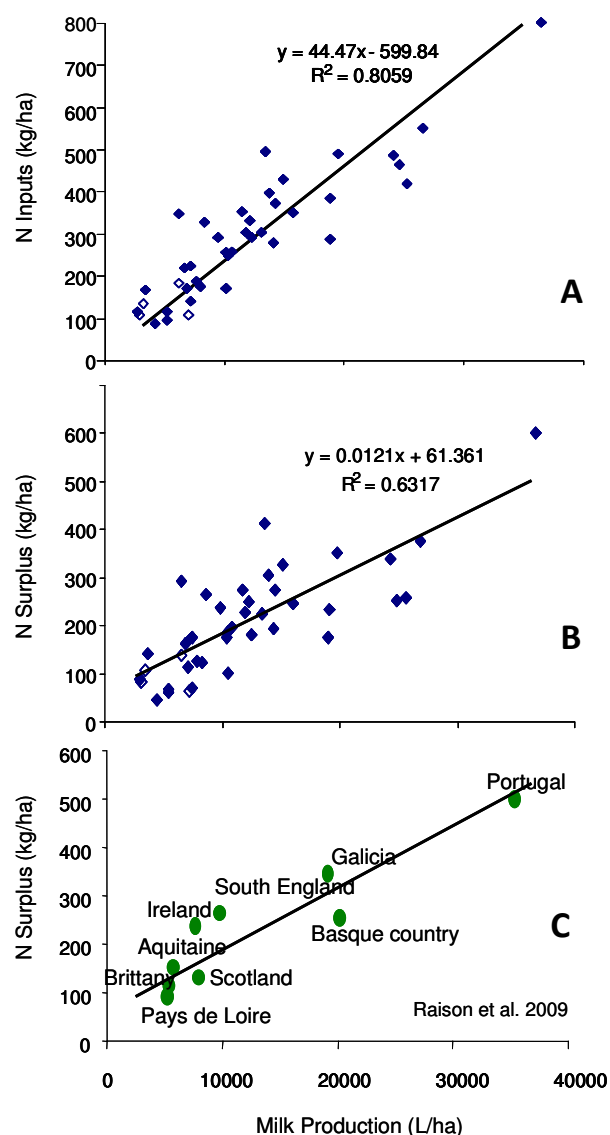 800
700
600
500
400
300
200
100
0
N Inputs (kg/ha)
y = 44.47x - 599.84
R² = 0.8059
A
600
500
400
300
200
100
0
N Surplus (kg/ha)
y = 0.0121x + 61.361
R² = 0.6317
B
600
500
400
300
200
100
0
N Surplus (kg/ha)
Portugal
Galicia
South England
Ireland
Basque country
Aquitaine
Brittany
Scotland
Pays de Loire
C
Raison et al. 2009
0 10000 20000 30000 40000
Milk Production (L/ha)